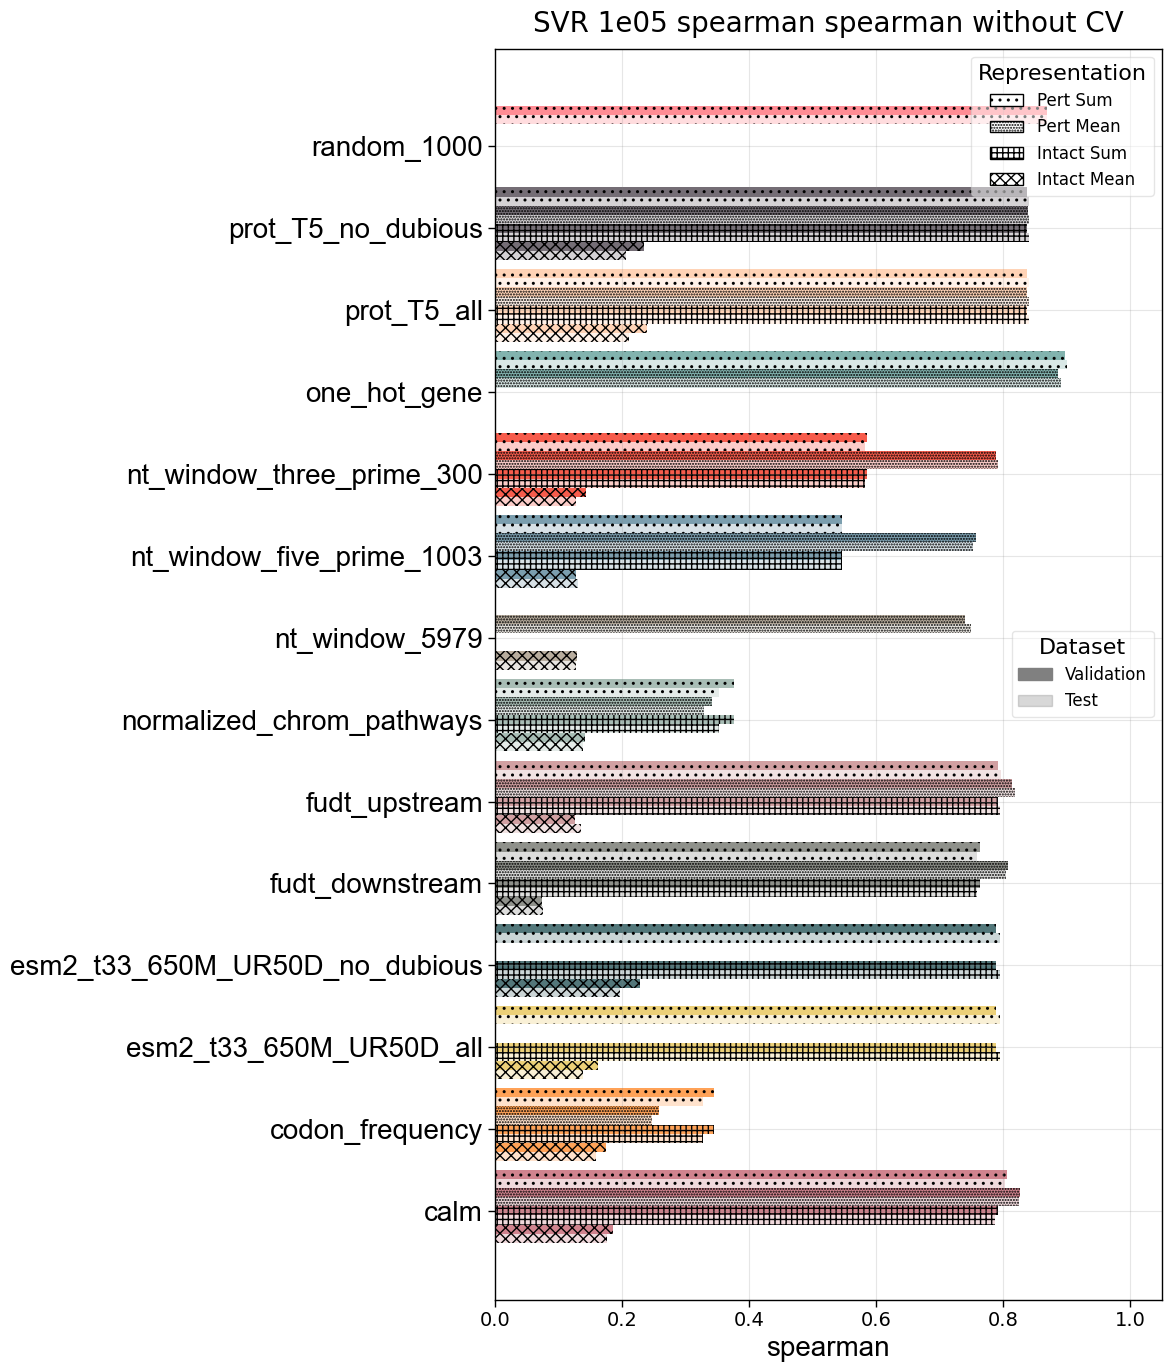 SVR 1e05 spearman spearman without CV
Representation
Pert Sum
Pert Mean
Intact Sum
Intact Mean
random_1000
prot_T5_no_dubious
prot_T5_all
one_hot_gene
nt_window_three_prime_300
nt_window_five_prime_1003
nt_window_5979
Dataset
Validation
Test
normalized_chrom_pathways
fudt_upstream
fudt_downstream
esm2_t33_650M_UR50D_no_dubious
esm2_t33_650M_UR50D_all
codon_frequency
calm
0.0 0.2 0.4 0.6 0.8 1.0
spearman